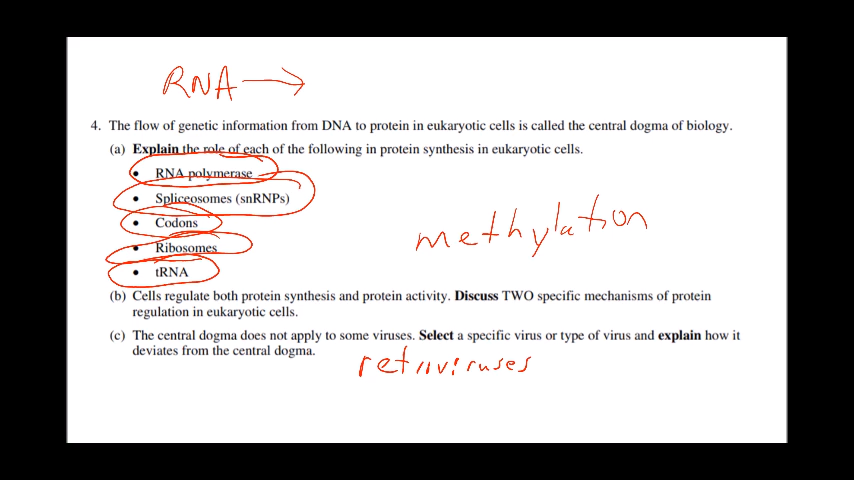 RNA →
4. The flow of genetic information from DNA to protein in eukaryotic cells is called the central dogma of biology.
(a) Explain the role of each of the following in protein synthesis in eukaryotic cells.
• RNA polymerase
• Spliceosomes (snRNPs)
• Codons
methylation
• Ribosomes
• tRNA
(b) Cells regulate both protein synthesis and protein activity. Discuss TWO specific mechanisms of protein
regulation in eukaryotic cells.
(c) The central dogma does not apply to some viruses. Select a specific virus or type of virus and explain how it
deviates from the central dogma.
retroviruses